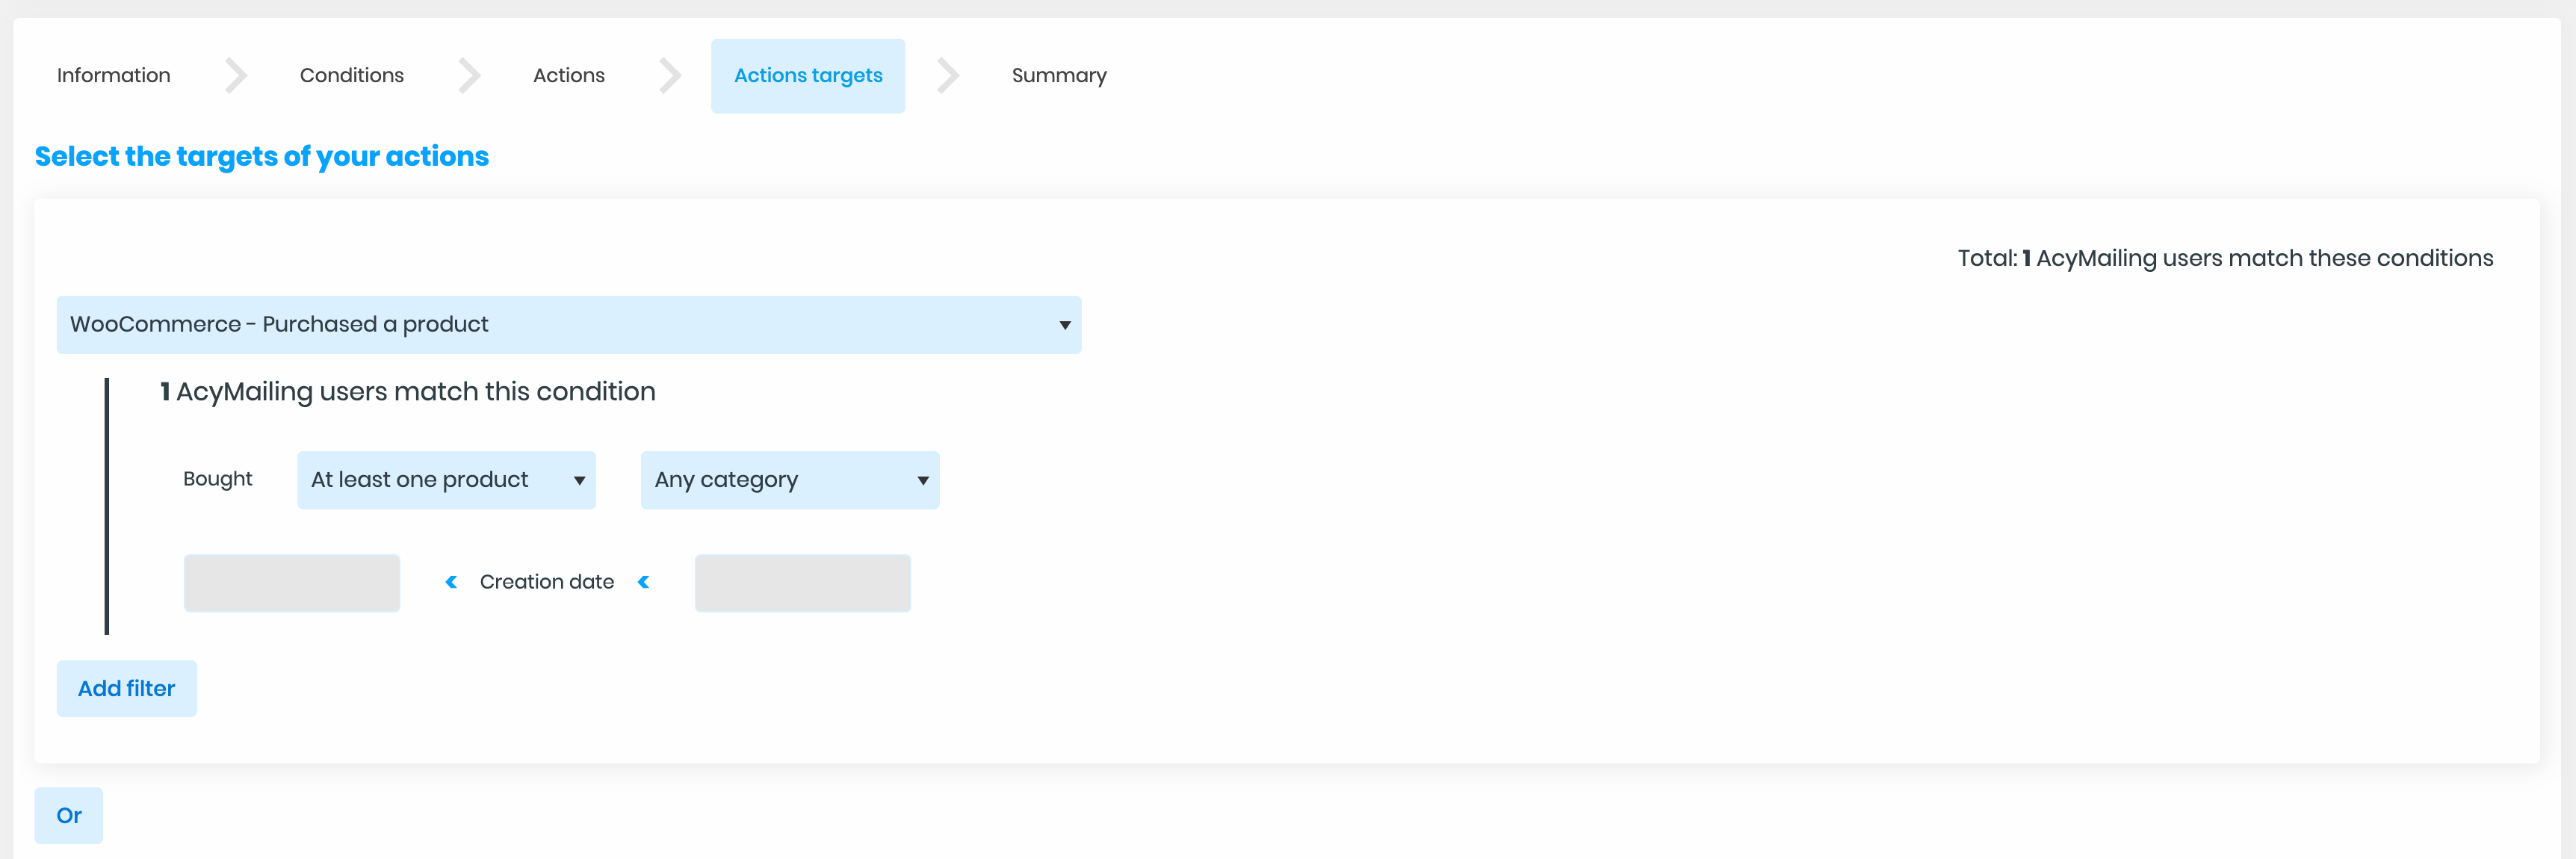 Information Conditions Actions Actions targets Summary
Select the targets of your actions
Total: 1 AcyMailing users match these conditions
WooCommerce - Purchased a product
1 AcyMailing users match this condition
Bought At least one product Any category
< Creation date <
Add filter
Or